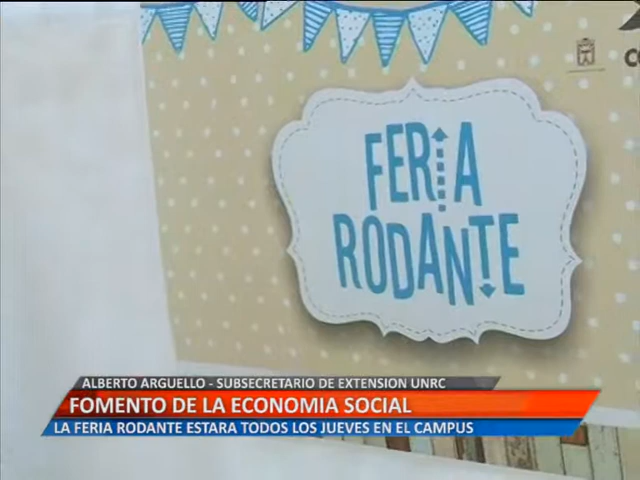 FERIA
RODANTE
ALBERTO ARGUELLO - SUBSECRETARIO DE EXTENSION UNRC
FOMENTO DE LA ECONOMIA SOCIAL
LA FERIA RODANTE ESTARA TODOS LOS JUEVES EN EL CAMPUS